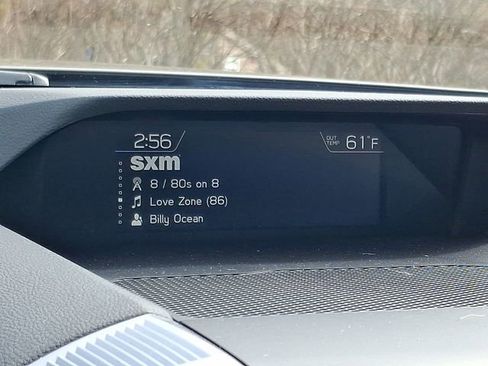 2:56
OUT TEMP 61°F
sxm
8 / 80s on 8
Love Zone (86)
Billy Ocean